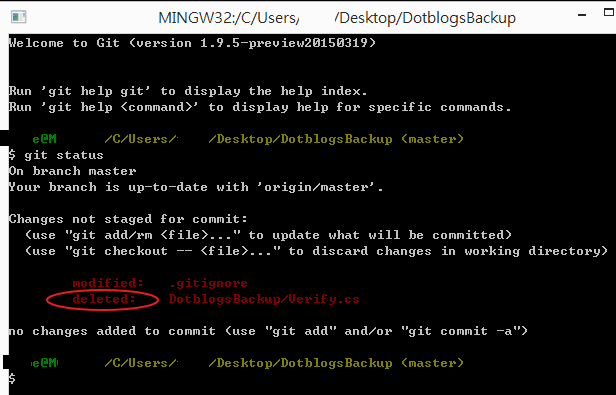 MINGW32:/C/Users/ /Desktop/DotblogsBackup
Welcome to Git (version 1.9.5-preview20150319)
Run 'git help git' to display the help index.
Run 'git help <command>' to display help for specific commands.
e@M /C/Users/ /Desktop/DotblogsBackup (master)
$ git status
On branch master
Your branch is up-to-date with 'origin/master'.
Changes not staged for commit:
(use "git add/rm <file>..." to update what will be committed)
(use "git checkout -- <file>..." to discard changes in working directory)
modified: .gitignore
deleted: DotblogsBackup/Verify.cs
no changes added to commit (use "git add" and/or "git commit -a")
e@M /C/Users/ /Desktop/DotblogsBackup (master)
$